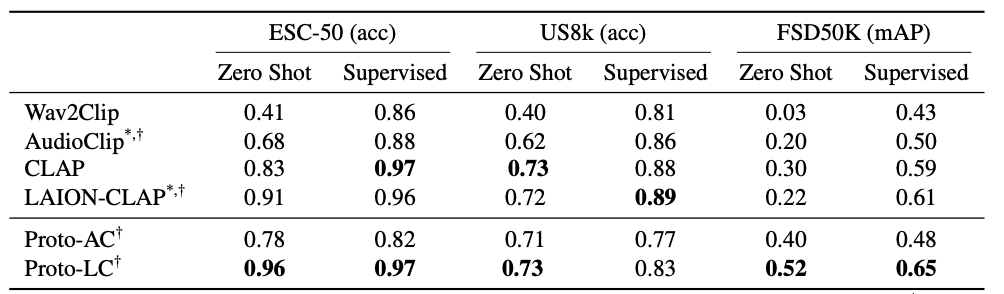 ESC-50 (acc) US8k (acc) FSD50K (mAP)
Zero Shot Supervised Zero Shot Supervised Zero Shot Supervised
Wav2Clip 0.41 0.86 0.40 0.81 0.03 0.43
AudioClip*,† 0.68 0.88 0.62 0.86 0.20 0.50
CLAP 0.83 0.97 0.73 0.88 0.30 0.59
LAION-CLAP*,† 0.91 0.96 0.72 0.89 0.22 0.61
Proto-AC† 0.78 0.82 0.71 0.77 0.40 0.48
Proto-LC† 0.96 0.97 0.73 0.83 0.52 0.65